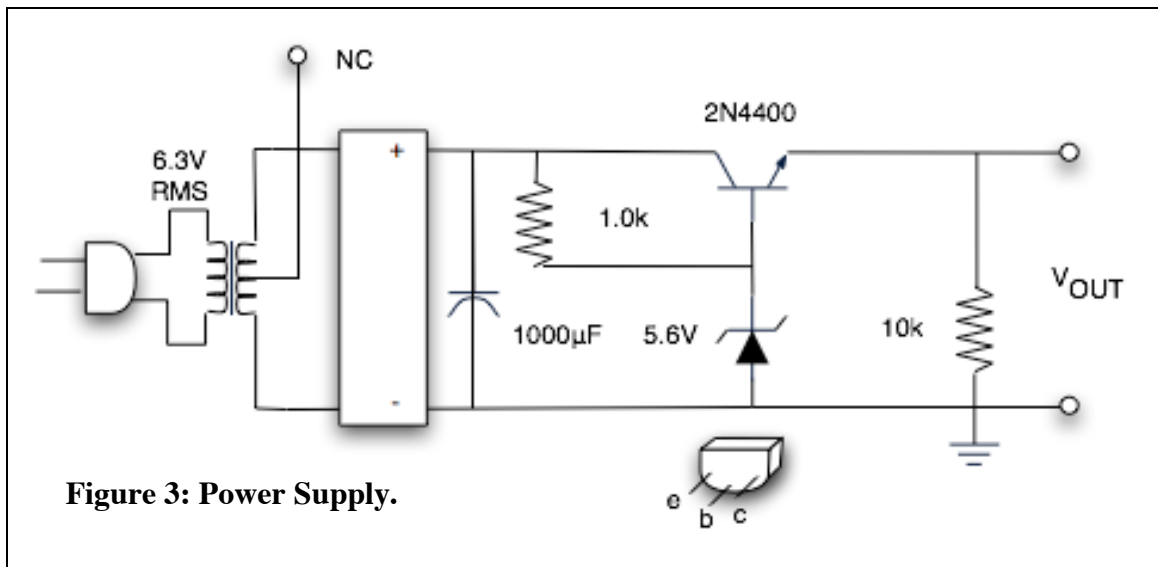 NC
2N4400
6.3V
RMS
+
1.0k
VOUT
1000µF
5.6V
10k
-
e
b
c
Figure 3: Power Supply.